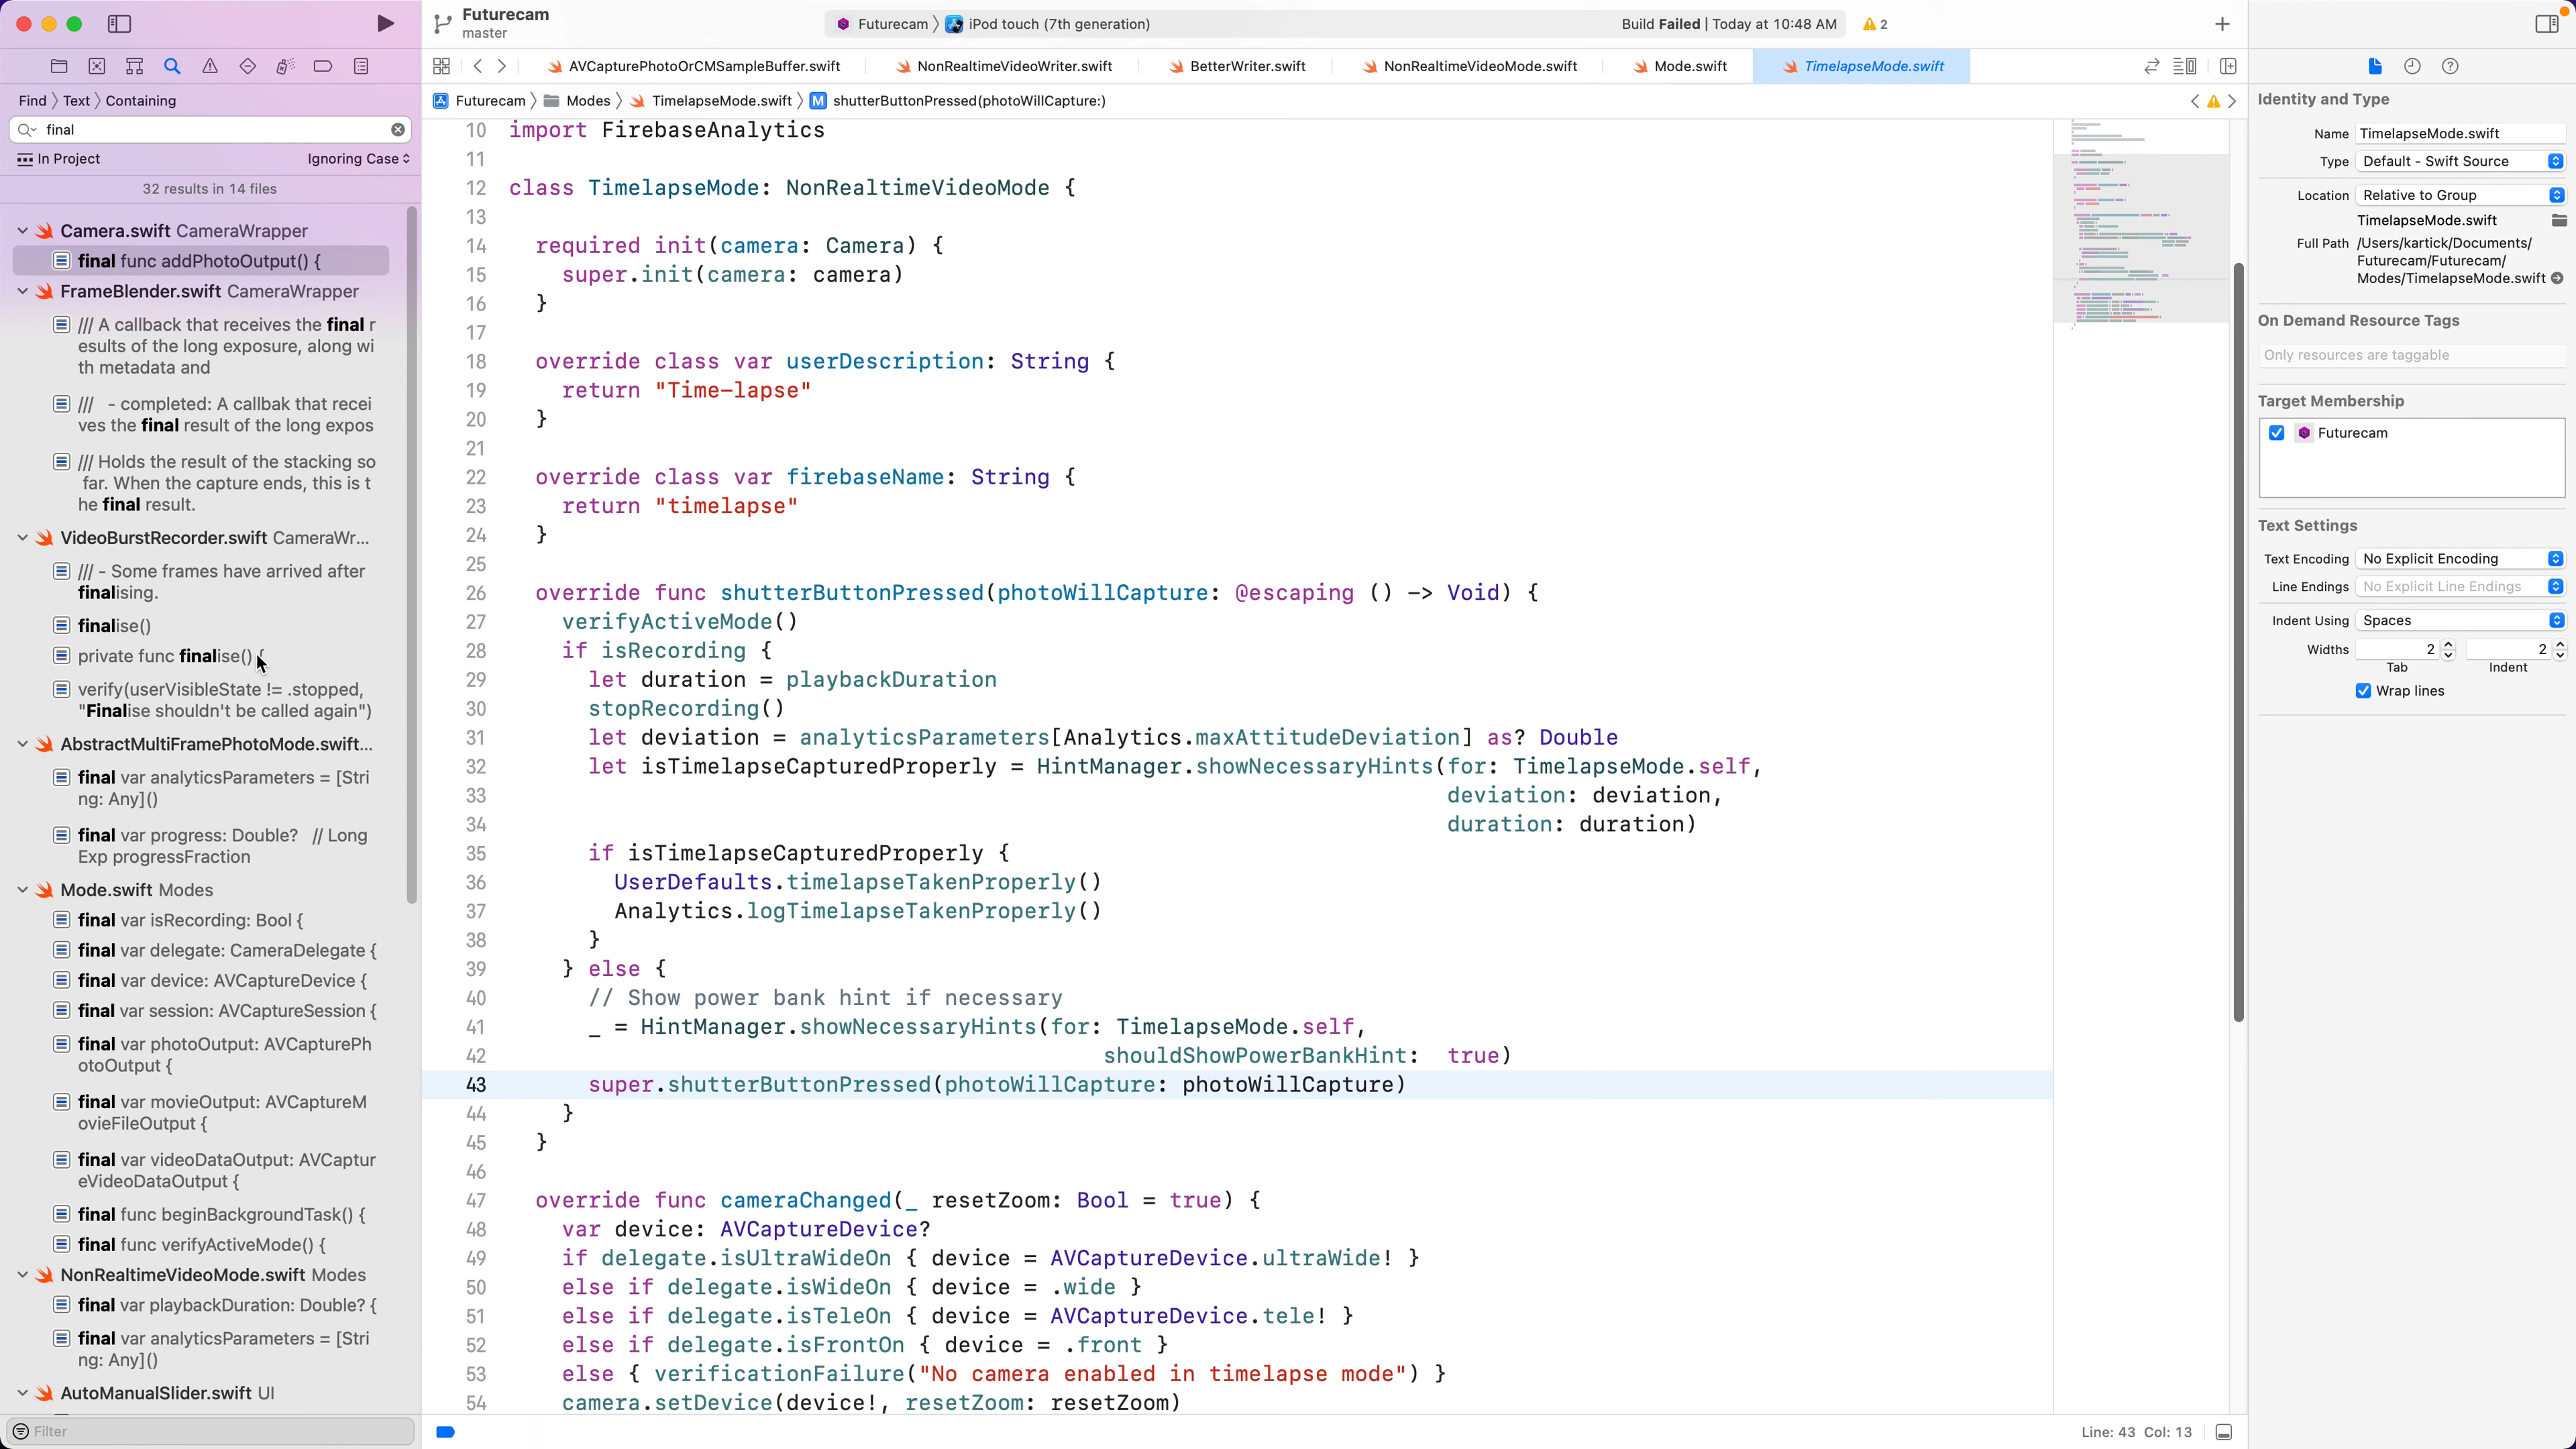 Futurecam
master
Futurecam
iPod touch (7th generation)
Build Failed | Today at 10:48 AM
2
Find
Text
Containing
final
In Project
Ignoring Case
32 results in 14 files
Camera.swift CameraWrapper
final func addPhotoOutput() {
FrameBlender.swift CameraWrapper
/// A callback that receives the final r
esults of the long exposure, along wi
th metadata and
///   - completed: A callbak that recei
ves the final result of the long expos
/// Holds the result of the stacking so
far. When the capture ends, this is t
he final result.
VideoBurstRecorder.swift CameraWr...
/// - Some frames have arrived after
finalising.
finalise()
private func finalise() {
verify(userVisibleState != .stopped,
"Finalise shouldn't be called again")
AbstractMultiFramePhotoMode.swift...
final var analyticsParameters = [Stri
ng: Any]()
final var progress: Double?   // Long
Exp progressFraction
Mode.swift Modes
final var isRecording: Bool {
final var delegate: CameraDelegate {
final var device: AVCaptureDevice {
final var session: AVCaptureSession {
final var photoOutput: AVCapturePh
otoOutput {
final var movieOutput: AVCaptureM
ovieFileOutput {
final var videoDataOutput: AVCaptur
eVideoDataOutput {
final func beginBackgroundTask() {
final func verifyActiveMode() {
NonRealtimeVideoMode.swift Modes
final var playbackDuration: Double? {
final var analyticsParameters = [Stri
ng: Any]()
AutoManualSlider.swift UI
Filter
AVCapturePhotoOrCMSampleBuffer.swift
NonRealtimeVideoWriter.swift
BetterWriter.swift
NonRealtimeVideoMode.swift
Mode.swift
TimelapseMode.swift
Futurecam
Modes
TimelapseMode.swift
M shutterButtonPressed(photoWillCapture:)
10 import FirebaseAnalytics
11
12 class TimelapseMode: NonRealtimeVideoMode {
13
14   required init(camera: Camera) {
15     super.init(camera: camera)
16   }
17
18   override class var userDescription: String {
19     return "Time-lapse"
20   }
21
22   override class var firebaseName: String {
23     return "timelapse"
24   }
25
26   override func shutterButtonPressed(photoWillCapture: @escaping () -> Void) {
27     verifyActiveMode()
28     if isRecording {
29       let duration = playbackDuration
30       stopRecording()
31       let deviation = analyticsParameters[Analytics.maxAttitudeDeviation] as? Double
32       let isTimelapseCapturedProperly = HintManager.showNecessaryHints(for: TimelapseMode.self,
33                                                                        deviation: deviation,
34                                                                        duration: duration)
35       if isTimelapseCapturedProperly {
36         UserDefaults.timelapseTakenProperly()
37         Analytics.logTimelapseTakenProperly()
38       }
39     } else {
40       // Show power bank hint if necessary
41       _ = HintManager.showNecessaryHints(for: TimelapseMode.self,
42                                              shouldShowPowerBankHint:  true)
43       super.shutterButtonPressed(photoWillCapture: photoWillCapture)
44     }
45   }
46
47   override func cameraChanged(_ resetZoom: Bool = true) {
48     var device: AVCaptureDevice?
49     if delegate.isUltraWideOn { device = AVCaptureDevice.ultraWide! }
50     else if delegate.isWideOn { device = .wide }
51     else if delegate.isTeleOn { device = AVCaptureDevice.tele! }
52     else if delegate.isFrontOn { device = .front }
53     else { verificationFailure("No camera enabled in timelapse mode") }
54     camera.setDevice(device!, resetZoom: resetZoom)
Line: 43 Col: 13
Identity and Type
Name TimelapseMode.swift
Type Default - Swift Source
Location Relative to Group
TimelapseMode.swift
Full Path /Users/kartick/Documents/
Futurecam/Futurecam/
Modes/TimelapseMode.swift
On Demand Resource Tags
Only resources are taggable
Target Membership
Futurecam
Text Settings
Text Encoding No Explicit Encoding
Line Endings No Explicit Line Endings
Indent Using Spaces
Widths 2 2
Tab Indent
Wrap lines